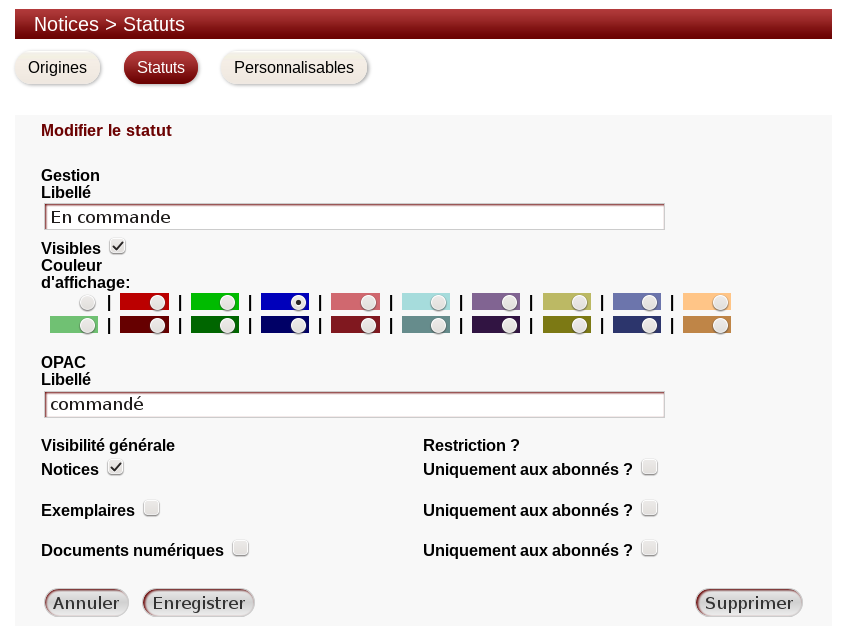 Notices > Statuts
Origines Statuts Personnalisables
Modifier le statut
Gestion
Libellé
En commande
Visibles
Couleur
d'affichage:
| | | | | | | | |
| | | | | | | | |
OPAC
Libellé
commandé
Visibilité générale Restriction ?
Notices Uniquement aux abonnés ?
Exemplaires Uniquement aux abonnés ?
Documents numériques Uniquement aux abonnés ?
Annuler Enregistrer Supprimer